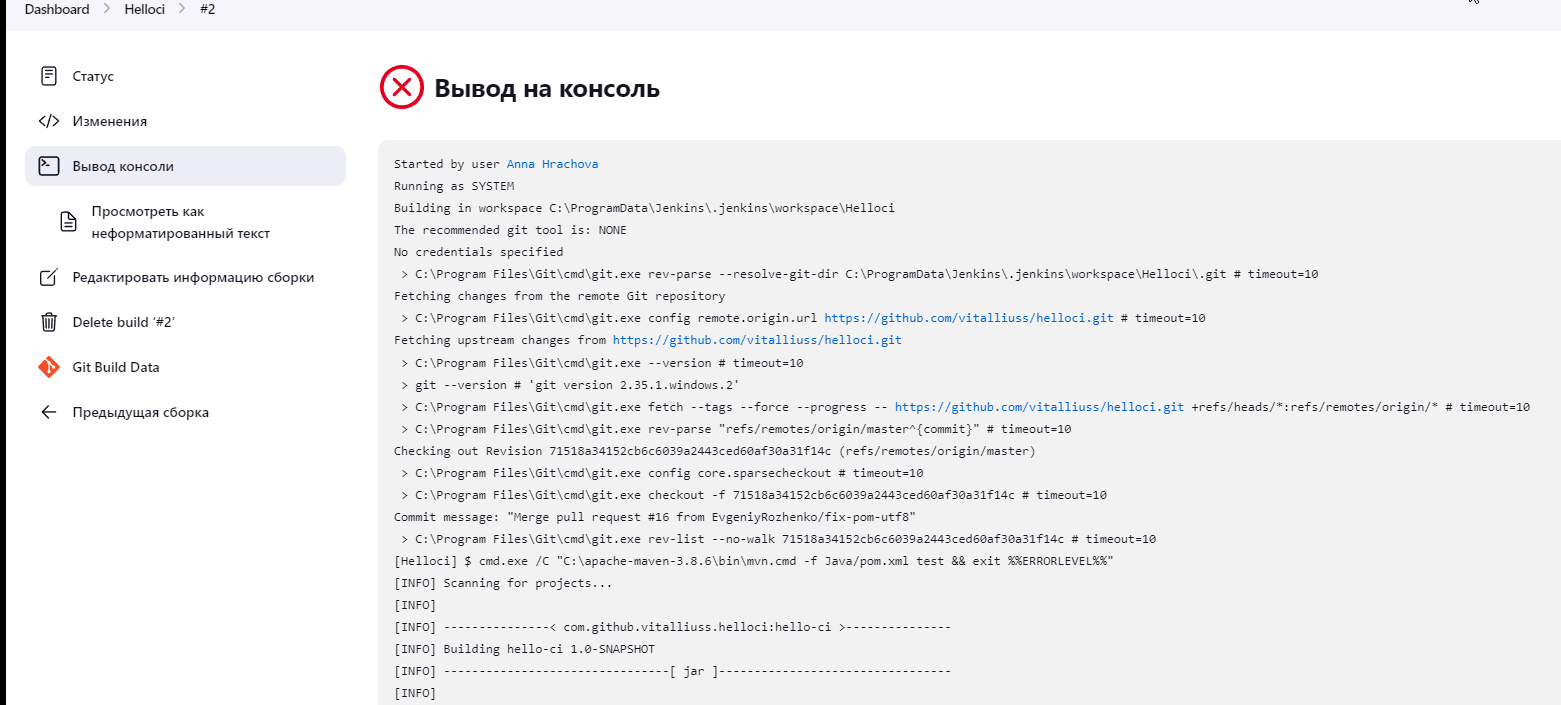 Dashboard > Helloci > #2
Статус
Изменения
Вывод консоли
Просмотреть как
неформатированный текст
Редактировать информацию сборки
Delete build ‘#2’
Git Build Data
Предыдущая сборка
Вывод на консоль
Started by user Anna Hrachova
Running as SYSTEM
Building in workspace C:\ProgramData\Jenkins\.jenkins\workspace\Helloci
The recommended git tool is: NONE
No credentials specified
 > C:\Program Files\Git\cmd\git.exe rev-parse --resolve-git-dir C:\ProgramData\Jenkins\.jenkins\workspace\Helloci\.git # timeout=10
Fetching changes from the remote Git repository
 > C:\Program Files\Git\cmd\git.exe config remote.origin.url https://github.com/vitalliuss/helloci.git # timeout=10
Fetching upstream changes from https://github.com/vitalliuss/helloci.git
 > C:\Program Files\Git\cmd\git.exe --version # timeout=10
 > git --version # 'git version 2.35.1.windows.2'
 > C:\Program Files\Git\cmd\git.exe fetch --tags --force --progress -- https://github.com/vitalliuss/helloci.git +refs/heads/*:refs/remotes/origin/* # timeout=10
 > C:\Program Files\Git\cmd\git.exe rev-parse "refs/remotes/origin/master^{commit}" # timeout=10
Checking out Revision 71518a34152cb6c6039a2443ced60af30a31f14c (refs/remotes/origin/master)
 > C:\Program Files\Git\cmd\git.exe config core.sparsecheckout # timeout=10
 > C:\Program Files\Git\cmd\git.exe checkout -f 71518a34152cb6c6039a2443ced60af30a31f14c # timeout=10
Commit message: "Merge pull request #16 from EvgeniyRozhenko/fix-pom-utf8"
 > C:\Program Files\Git\cmd\git.exe rev-list --no-walk 71518a34152cb6c6039a2443ced60af30a31f14c # timeout=10
[Helloci] $ cmd.exe /C "C:\apache-maven-3.8.6\bin\mvn.cmd -f Java/pom.xml test && exit %%ERRORLEVEL%%"
[INFO] Scanning for projects...
[INFO]
[INFO] ---------------< com.github.vitalliuss.helloci:hello-ci >---------------
[INFO] Building hello-ci 1.0-SNAPSHOT
[INFO] --------------------------------[ jar ]---------------------------------
[INFO]